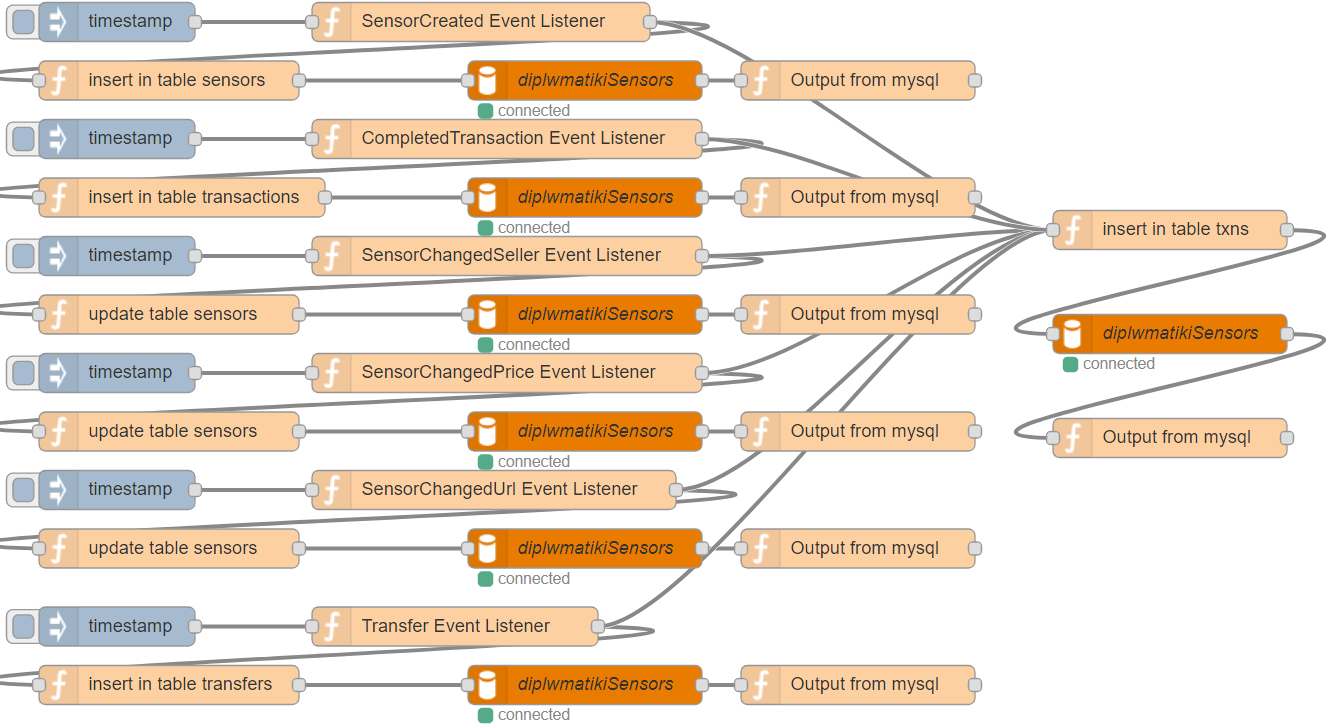 timestamp
SensorCreated Event Listener
insert in table sensors
diplwmatikiSensors
connected
Output from mysql
timestamp
CompletedTransaction Event Listener
insert in table transactions
diplwmatikiSensors
connected
Output from mysql
timestamp
SensorChangedSeller Event Listener
update table sensors
diplwmatikiSensors
connected
Output from mysql
timestamp
SensorChangedPrice Event Listener
update table sensors
diplwmatikiSensors
connected
Output from mysql
timestamp
SensorChangedUrl Event Listener
update table sensors
diplwmatikiSensors
connected
Output from mysql
timestamp
Transfer Event Listener
insert in table transfers
diplwmatikiSensors
connected
Output from mysql
insert in table txns
diplwmatikiSensors
connected
Output from mysql